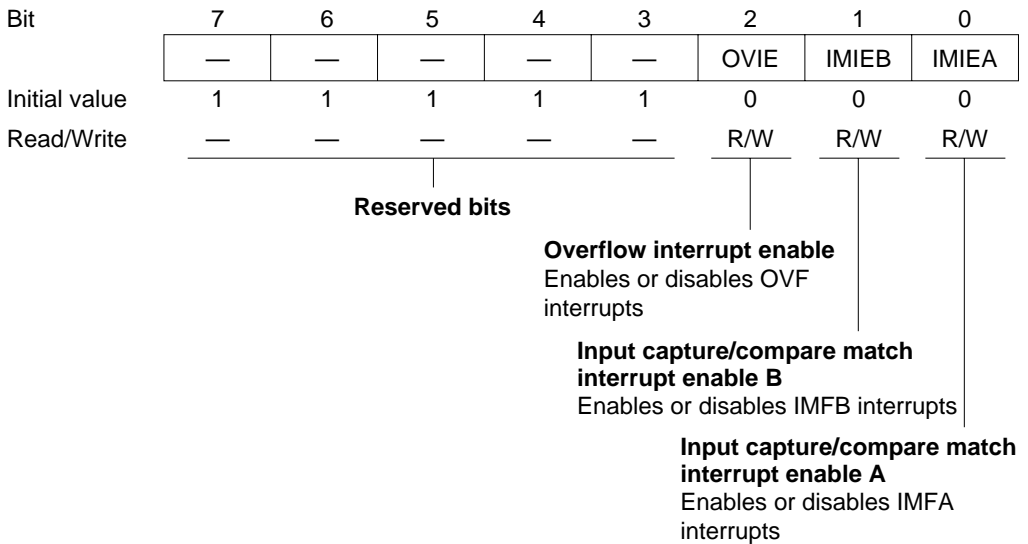 Bit 7 6 5 4 3 2 1 0
— — — — — OVIE IMIEB IMIEA
Initial value 1 1 1 1 1 0 0 0
Read/Write — — — — — R/W R/W R/W
Reserved bits
Overflow interrupt enable
Enables or disables OVF
interrupts
Input capture/compare match
interrupt enable B
Enables or disables IMFB interrupts
Input capture/compare match
interrupt enable A
Enables or disables IMFA
interrupts